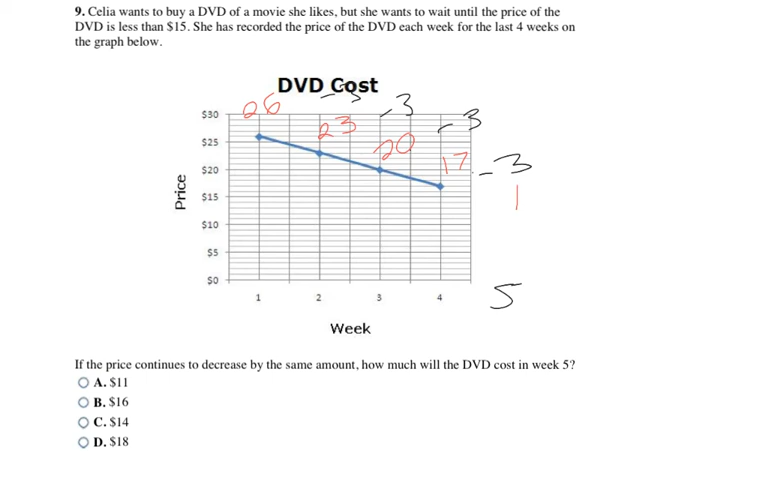 9. Celia wants to buy a DVD of a movie she likes, but she wants to wait until the price of the
DVD is less than $15. She has recorded the price of the DVD each week for the last 4 weeks on
the graph below.
DVD Cost
- 3
- 3
- 3
26
$30
23
$25
20
17
- 3
$20
Price
$15
1
$10
$5
$0
5
1 2 3 4
Week
If the price continues to decrease by the same amount, how much will the DVD cost in week 5?
A. $11
B. $16
C. $14
D. $18